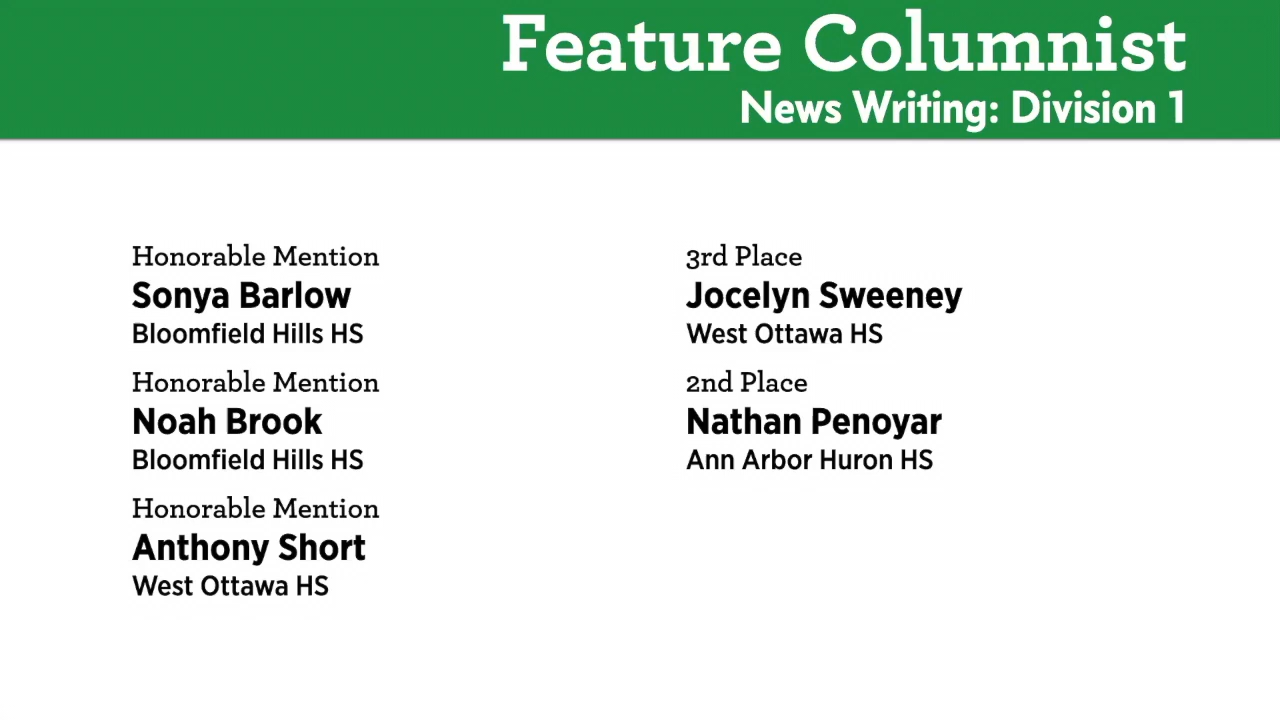 Feature Columnist
News Writing: Division 1
Honorable Mention
Sonya Barlow
Bloomfield Hills HS
Honorable Mention
Noah Brook
Bloomfield Hills HS
Honorable Mention
Anthony Short
West Ottawa HS
3rd Place
Jocelyn Sweeney
West Ottawa HS
2nd Place
Nathan Penoyar
Ann Arbor Huron HS